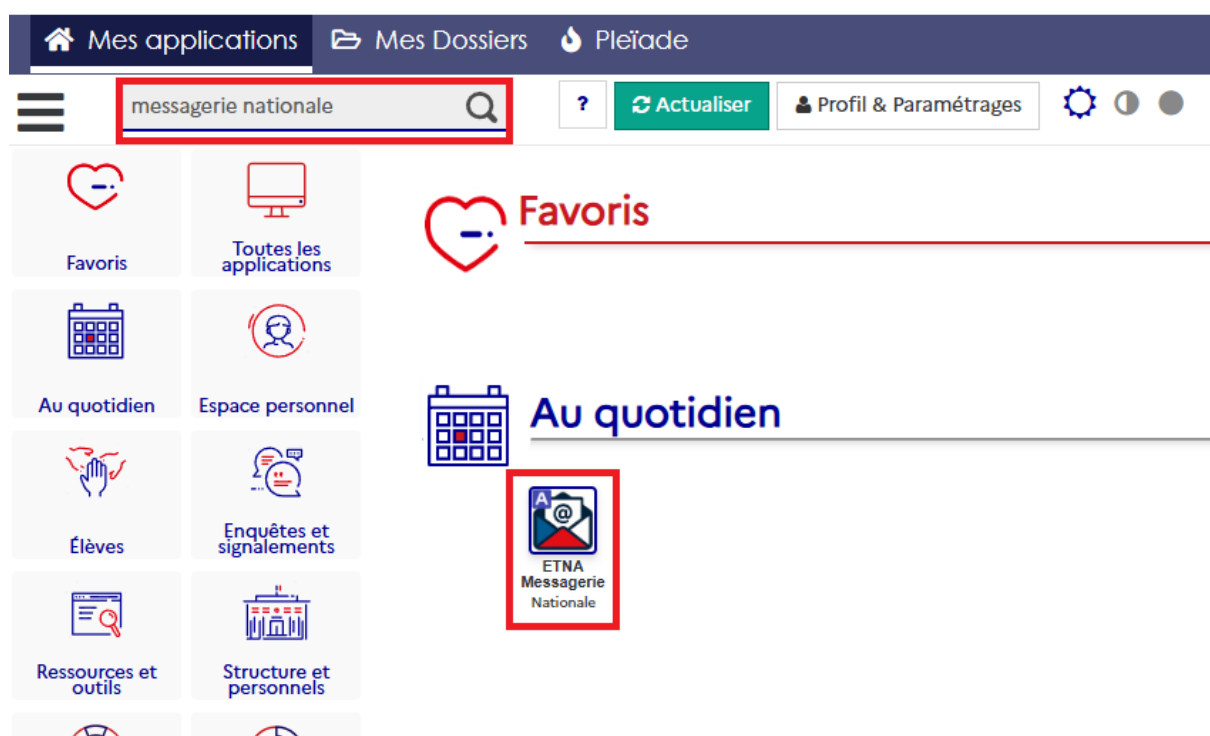 Mes applications
Mes Dossiers
Pleïade
messagerie nationale
?
Actualiser
Profil & Paramétrages
Favoris
Toutes les
applications
Au quotidien
Espace personnel
Élèves
Enquêtes et
signalements
Ressources et
outils
Structure et
personnels
Favoris
Au quotidien
A
@
ETNA
Messagerie
Nationale